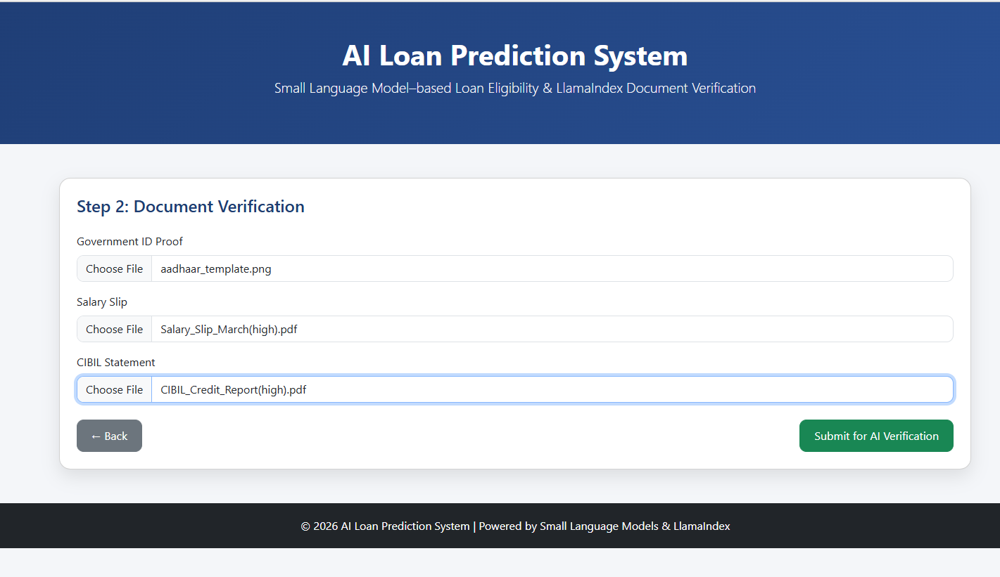 AI Loan Prediction System
Small Language Model–based Loan Eligibility & LlamaIndex Document Verification
Step 2: Document Verification
Government ID Proof
Choose File aadhaar_template.png
Salary Slip
Choose File Salary_Slip_March(high).pdf
CIBIL Statement
Choose File CIBIL_Credit_Report(high).pdf
← Back Submit for AI Verification
© 2026 AI Loan Prediction System | Powered by Small Language Models & LlamaIndex